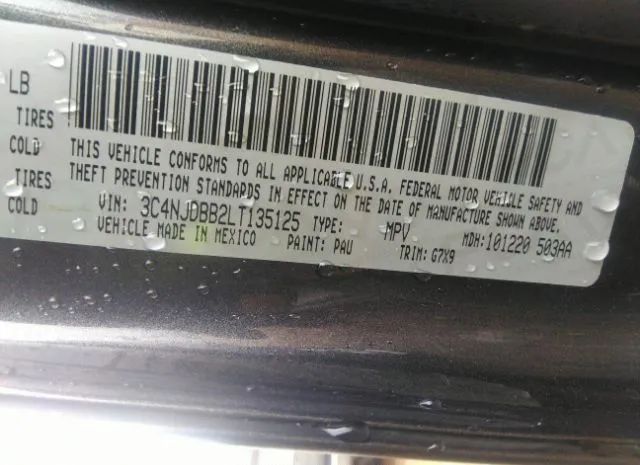 LB
TIRES
COLD
TIRES
COLD
THIS VEHICLE CONFORMS TO ALL APPLICABLE U.S.A. FEDERAL MOTOR VEHICLE SAFETY AND
THEFT PREVENTION STANDARDS IN EFFECT ON THE DATE OF MANUFACTURE SHOWN ABOVE.
VIN: 3C4NJDBB2LT135125 TYPE: MPV MDH: 101220 503AA
VEHICLE MADE IN MEXICO PAINT: PAU TRIM: G7X9